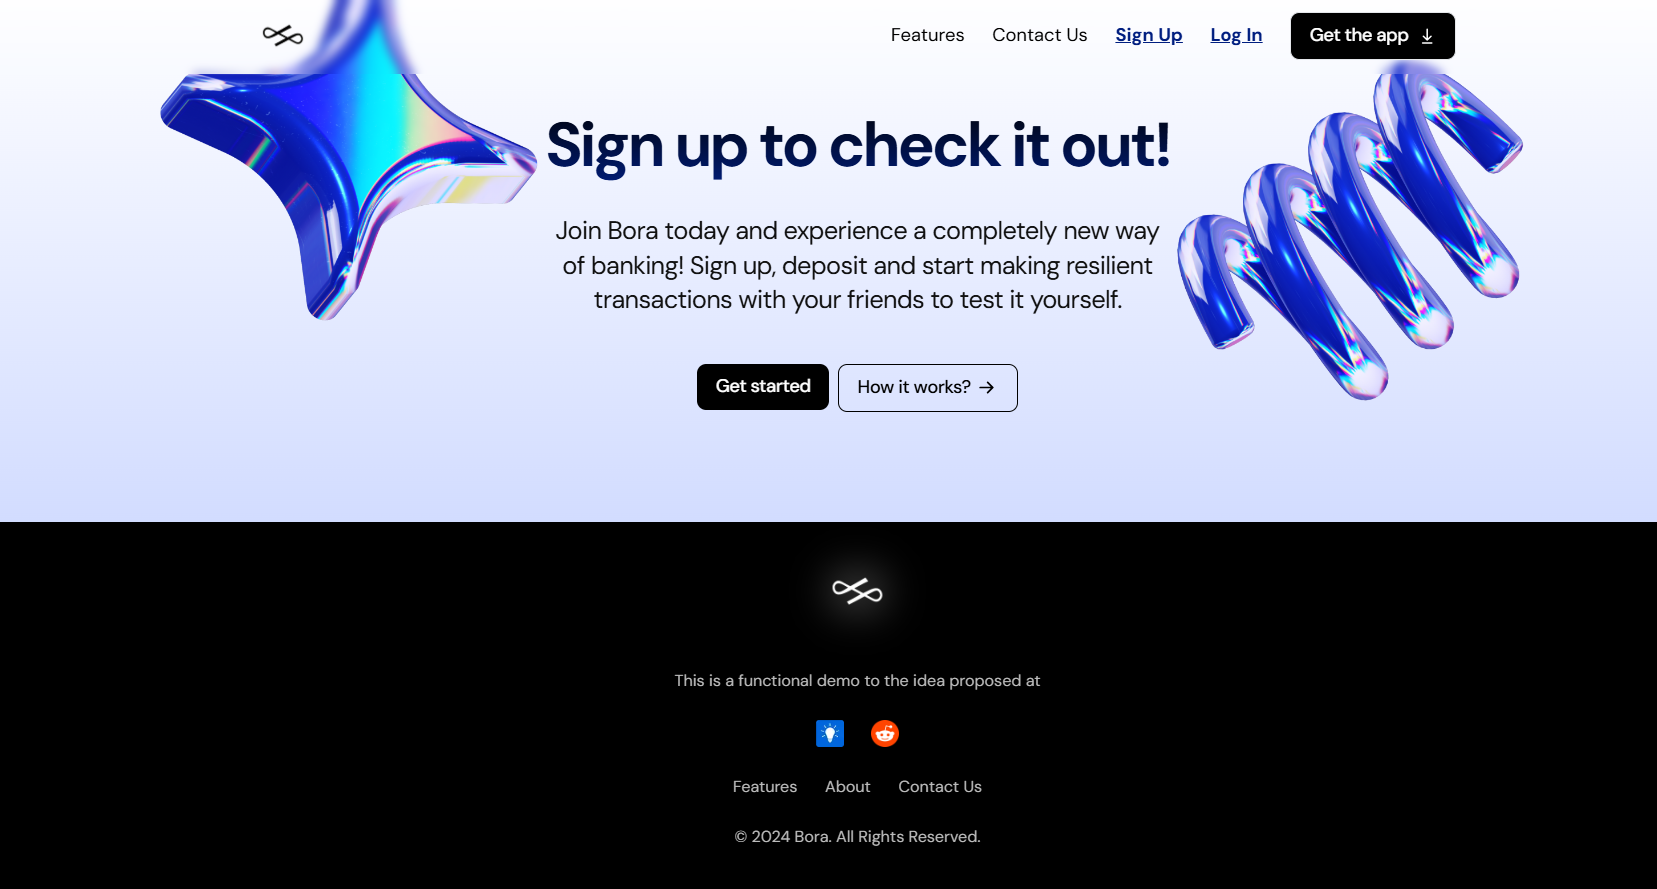 Features Contact Us Sign Up Log In Get the app
Sign up to check it out!
Join Bora today and experience a completely new way
of banking! Sign up, deposit and start making resilient
transactions with your friends to test it yourself.
Get started How it works?
This is a functional demo to the idea proposed at
Features About Contact Us
© 2024 Bora. All Rights Reserved.